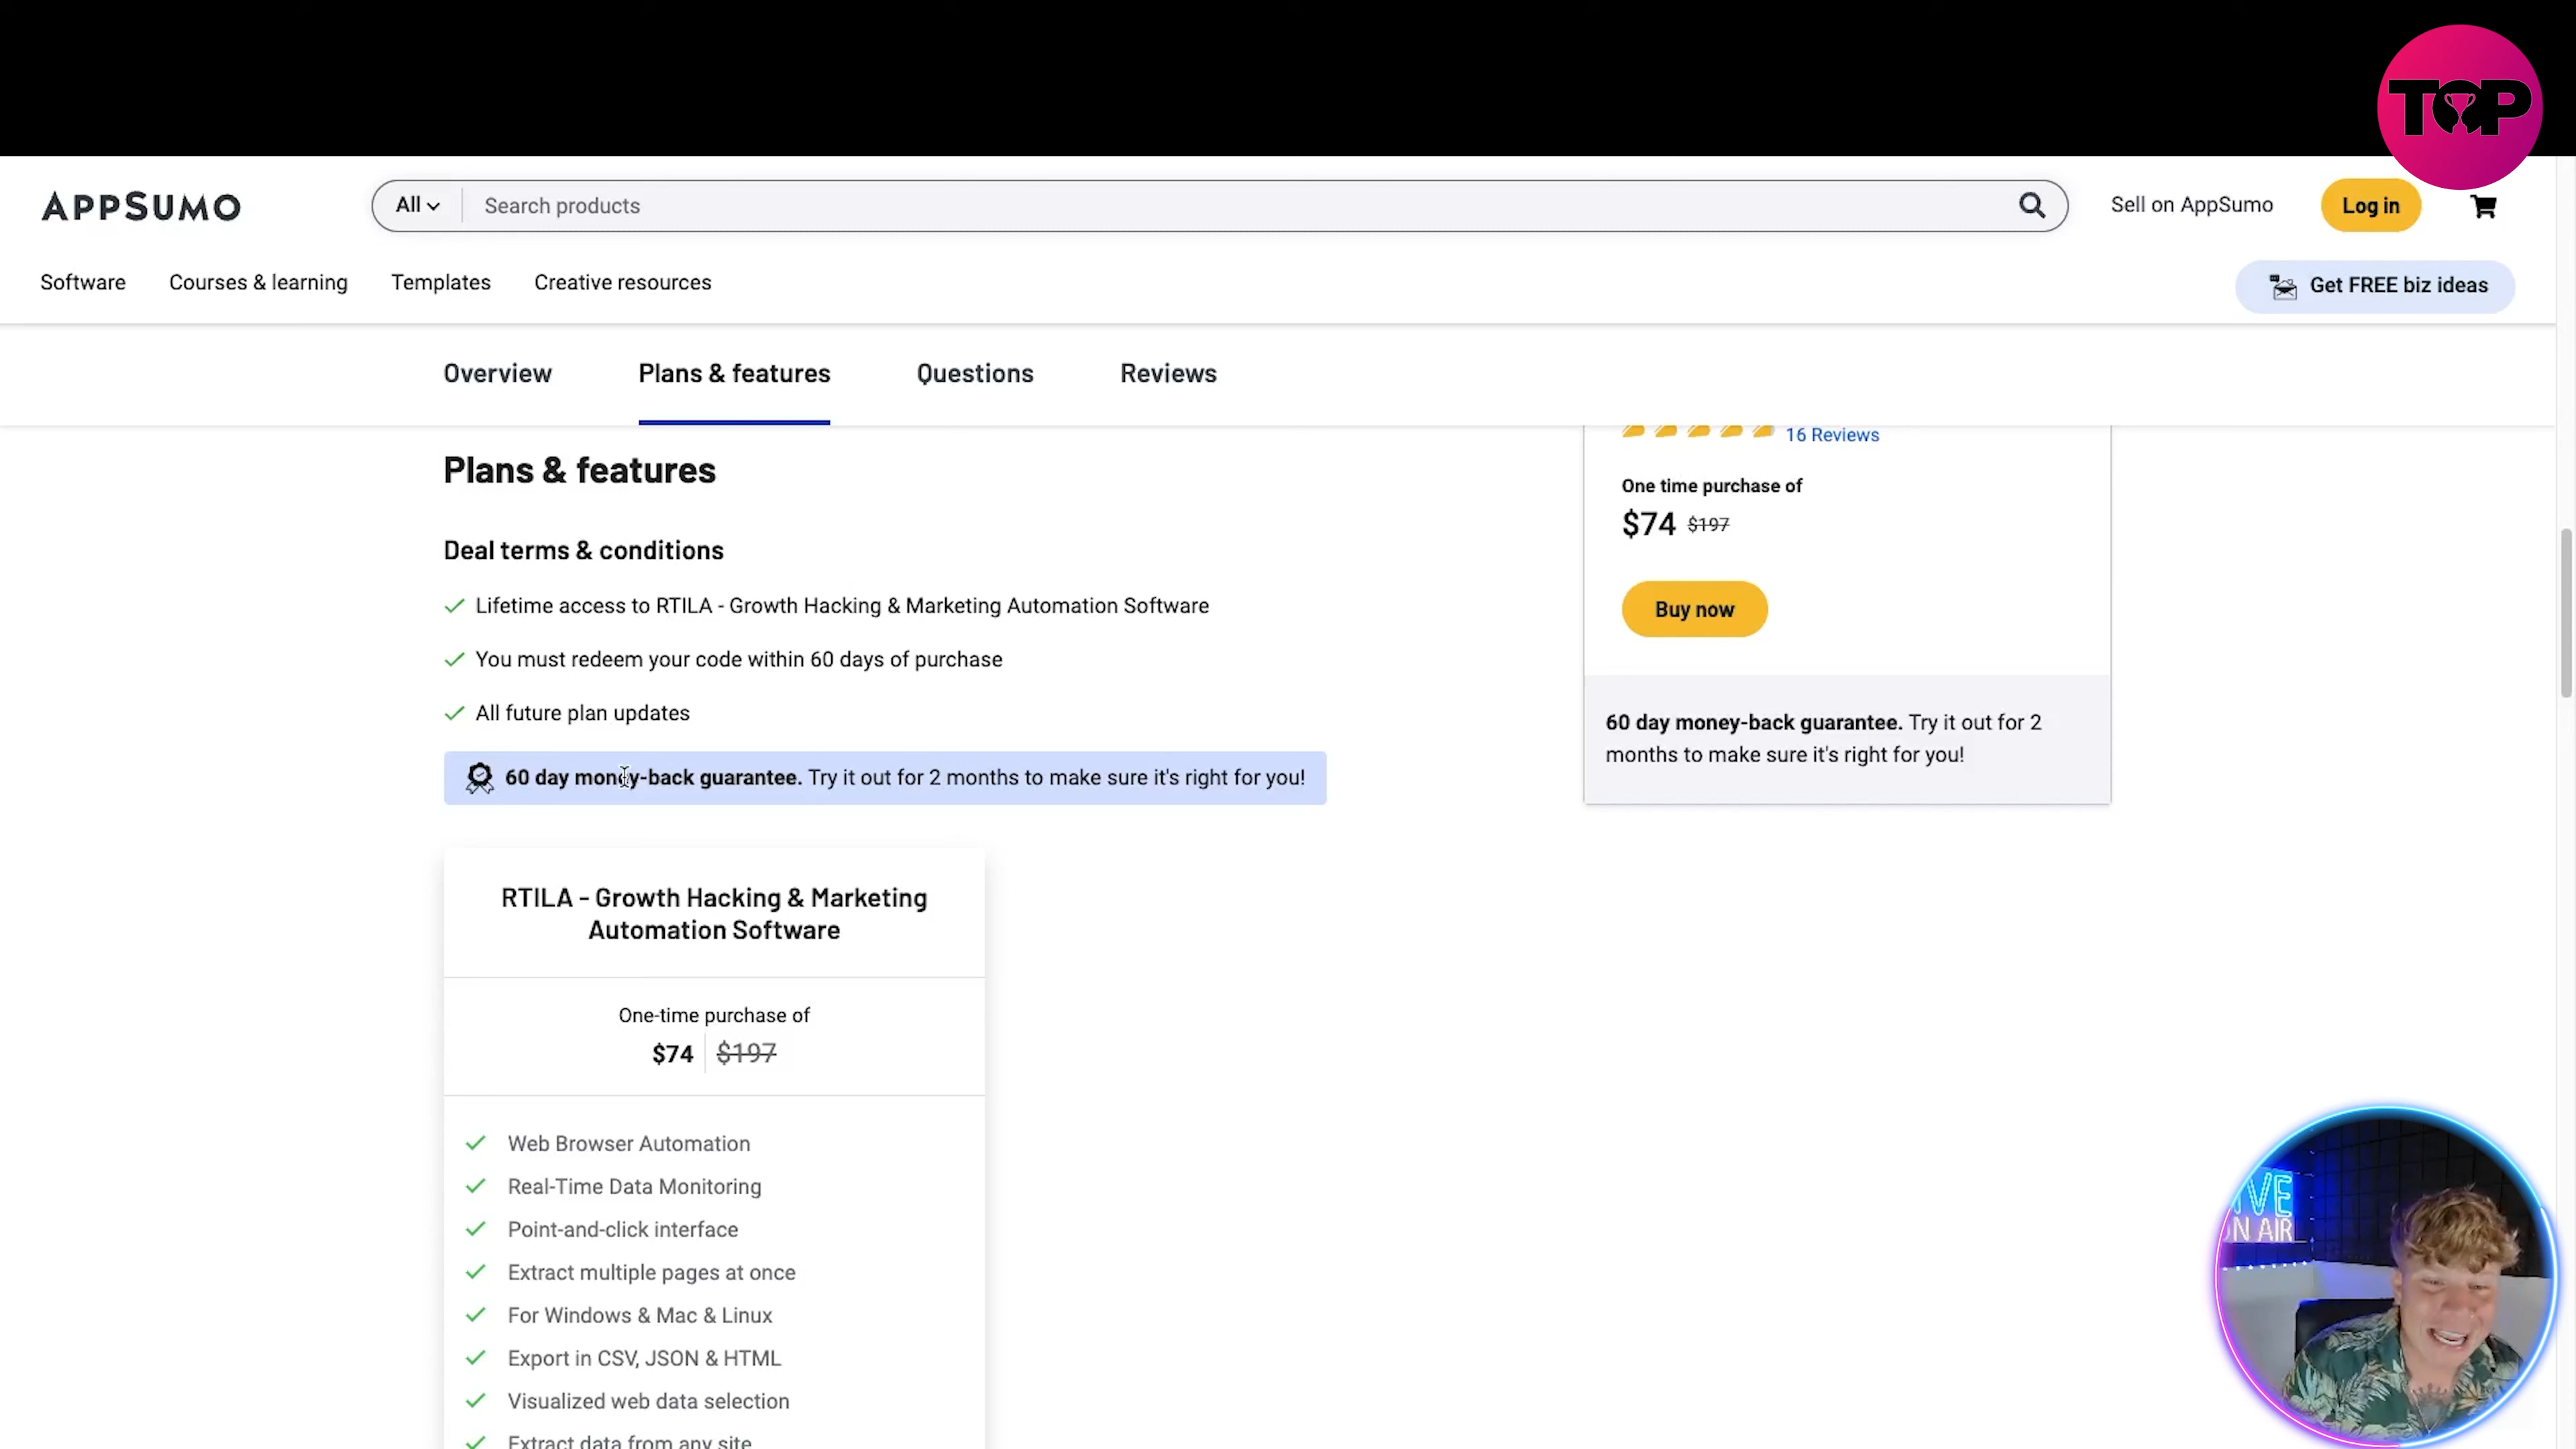 TOP
APPSUMO
All
Search products
Sell on AppSumo
Log in
Software
Courses & learning
Templates
Creative resources
Get FREE biz ideas
Overview
Plans & features
Questions
Reviews
16 Reviews
One time purchase of
$74 $197
Buy now
60 day money-back guarantee. Try it out for 2
months to make sure it's right for you!
Plans & features
Deal terms & conditions
Lifetime access to RTILA - Growth Hacking & Marketing Automation Software
You must redeem your code within 60 days of purchase
All future plan updates
60 day money-back guarantee. Try it out for 2 months to make sure it's right for you!
RTILA - Growth Hacking & Marketing
Automation Software
One-time purchase of
$74 $197
Web Browser Automation
Real-Time Data Monitoring
Point-and-click interface
Extract multiple pages at once
For Windows & Mac & Linux
Export in CSV, JSON & HTML
Visualized web data selection
Extract data from any site
IVE
ON AIR